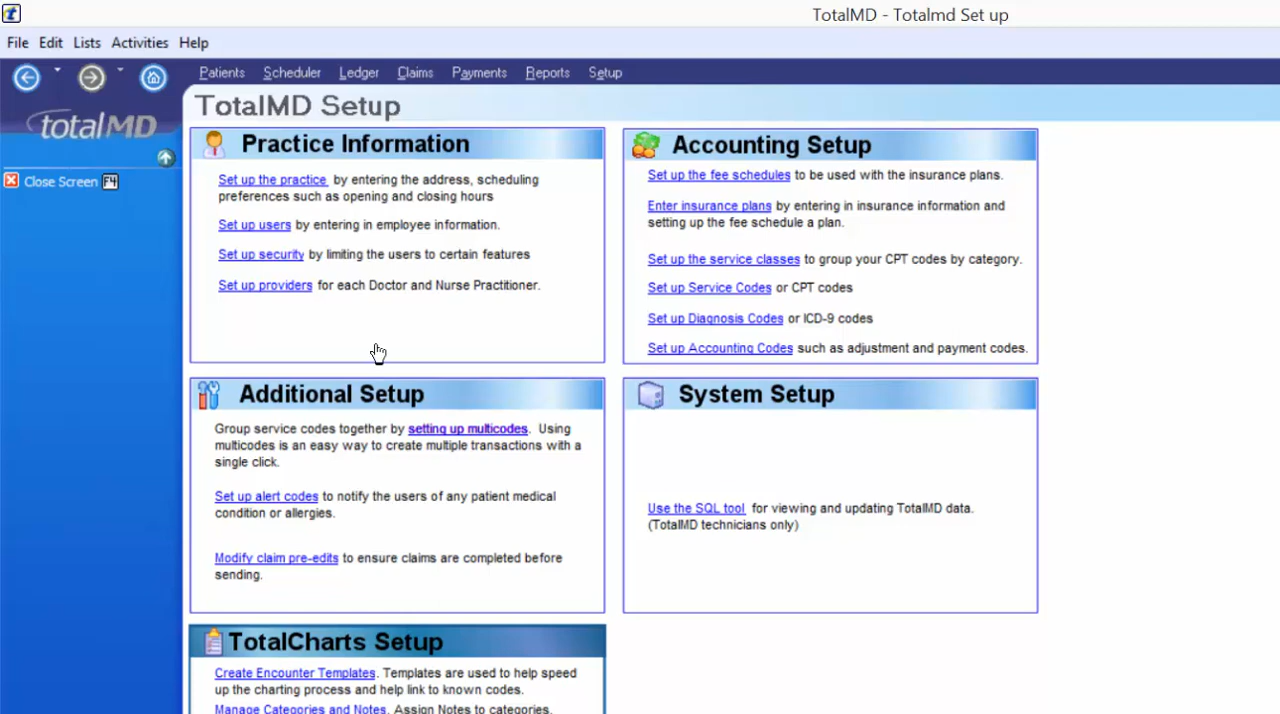 TotalMD - Totalmd Set up
File Edit Lists Activities Help
Patients Scheduler Ledger Claims Payments Reports Setup
totalMD
Close Screen F4
TotalMD Setup
Practice Information
Set up the practice by entering the address, scheduling
preferences such as opening and closing hours
Set up users by entering in employee information.
Set up security by limiting the users to certain features
Set up providers for each Doctor and Nurse Practitioner.
Accounting Setup
Set up the fee schedules to be used with the insurance plans.
Enter insurance plans by entering in insurance information and
setting up the fee schedule a plan.
Set up the service classes to group your CPT codes by category.
Set up Service Codes or CPT codes
Set up Diagnosis Codes or ICD-9 codes
Set up Accounting Codes such as adjustment and payment codes.
Additional Setup
Group service codes together by setting up multicodes. Using
multicodes is an easy way to create multiple transactions with a
single click.
Set up alert codes to notify the users of any patient medical
condition or allergies.
Modify claim pre-edits to ensure claims are completed before
sending.
System Setup
Use the SQL tool for viewing and updating TotalMD data.
(TotalMD technicians only)
TotalCharts Setup
Create Encounter Templates. Templates are used to help speed
up the charting process and help link to known codes.
Manage Categories and Notes. Assign Notes to categories.